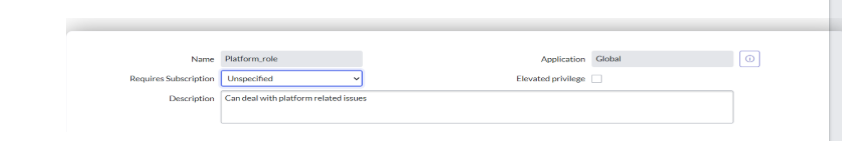 Name Platform_role Application Global
Requires Subscription Unspecified Elevated privilege
Description Can deal with platform related issues